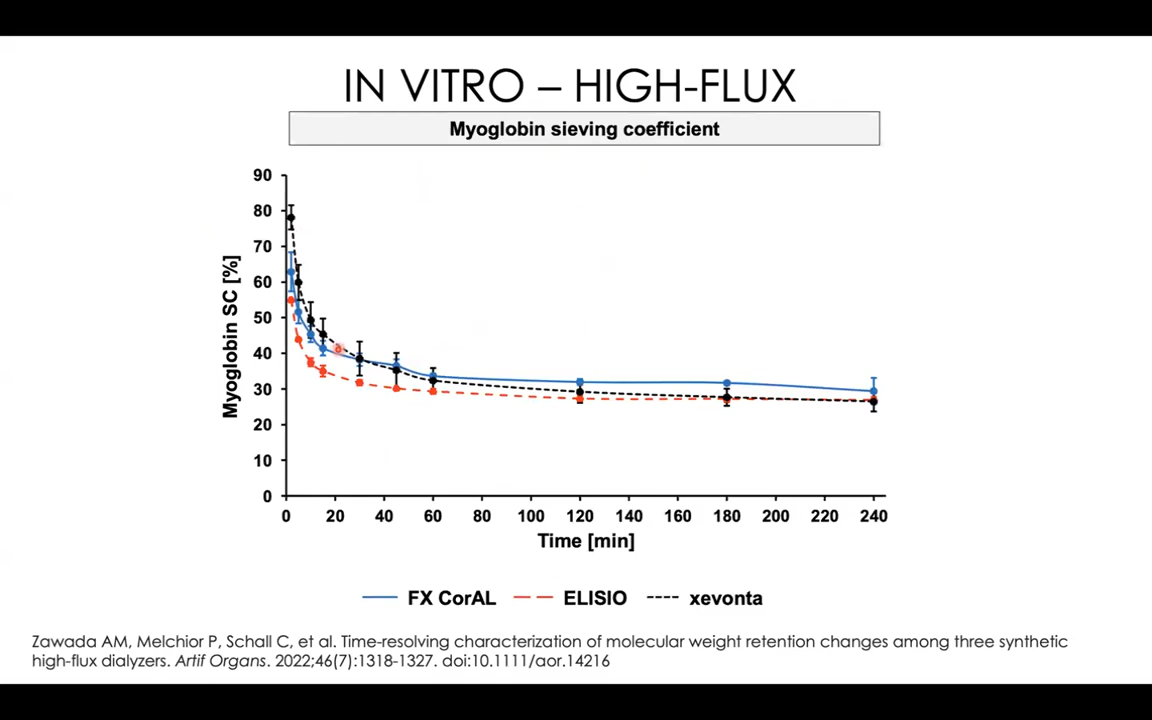 IN VITRO – HIGH-FLUX
Myoglobin sieving coefficient
Myoglobin SC [%]
90
80
70
60
50
40
30
20
10
0
0 20 40 60 80 100 120 140 160 180 200 220 240
Time [min]
FX CorAL ELISIO xevonta
Zawada AM, Melchior P, Schall C, et al. Time-resolving characterization of molecular weight retention changes among three synthetic
high-flux dialyzers. Artif Organs. 2022;46(7):1318-1327. doi:10.1111/aor.14216